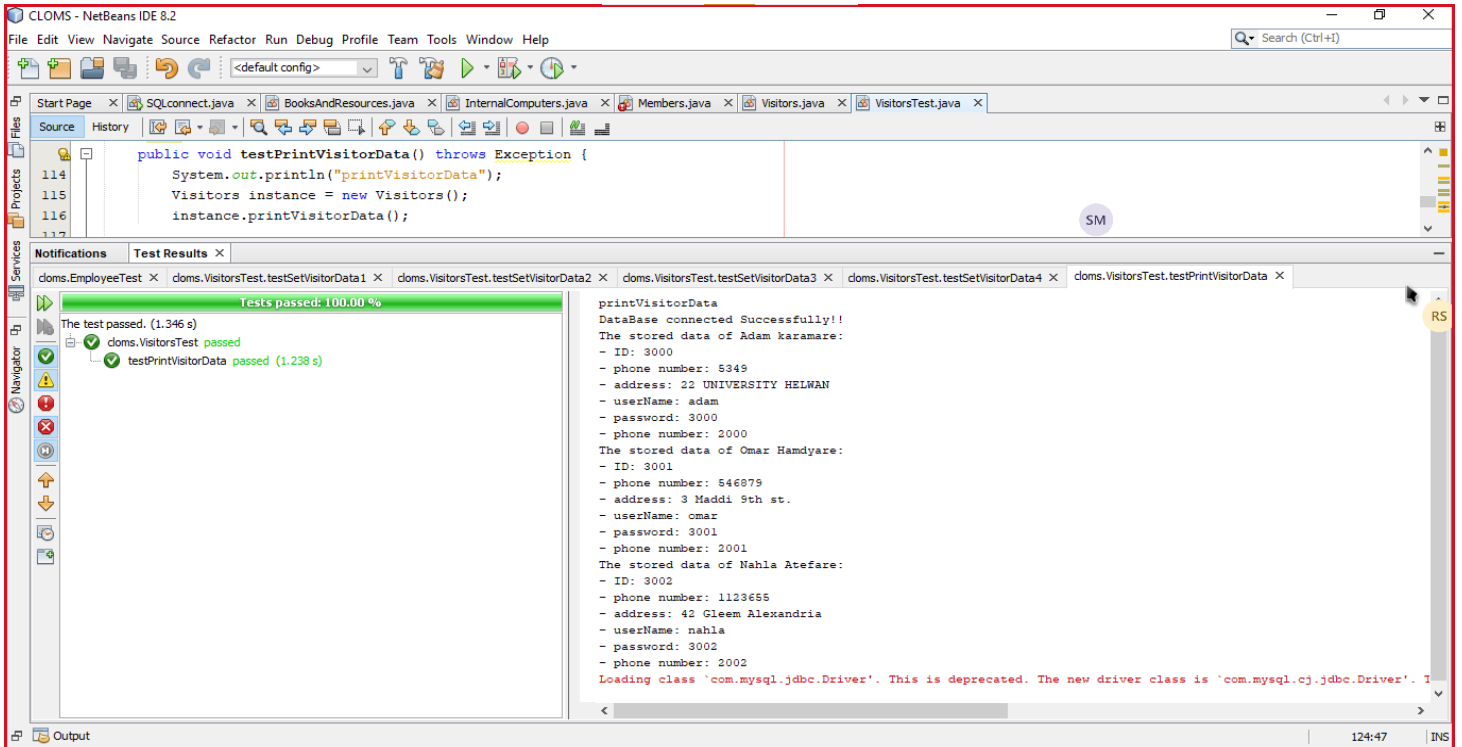 CLOMS - NetBeans IDE 8.2
File Edit View Navigate Source Refactor Run Debug Profile Team Tools Window Help
Search (Ctrl+I)
<default config>
Start Page SQLconnect.java BooksAndResources.java InternalComputers.java Members.java Visitors.java VisitorsTest.java
Files
Projects
Services
Navigator
Source History
public void testPrintVisitorData() throws Exception {
114 System.out.println("printVisitorData");
115 Visitors instance = new Visitors();
116 instance.printVisitorData();
117
SM
Notifications Test Results
cloms.EmployeeTest cloms.VisitorsTest.testSetVisitorData1 cloms.VisitorsTest.testSetVisitorData2 cloms.VisitorsTest.testSetVisitorData3 cloms.VisitorsTest.testSetVisitorData4 cloms.VisitorsTest.testPrintVisitorData
Tests passed: 100.00 %
The test passed. (1.346 s)
cloms.VisitorsTest passed
testPrintVisitorData passed (1.238 s)
RS
printVisitorData
DataBase connected Successfully!!
The stored data of Adam karamare:
- ID: 3000
- phone number: 5349
- address: 22 UNIVERSITY HELWAN
- userName: adam
- password: 3000
- phone number: 2000
The stored data of Omar Hamdyare:
- ID: 3001
- phone number: 546879
- address: 3 Maddi 9th st.
- userName: omar
- password: 3001
- phone number: 2001
The stored data of Nahla Atefare:
- ID: 3002
- phone number: 1123655
- address: 42 Gleem Alexandria
- userName: nahla
- password: 3002
- phone number: 2002
Loading class `com.mysql.jdbc.Driver'. This is deprecated. The new driver class is `com.mysql.cj.jdbc.Driver'. T
Output
124:47 INS